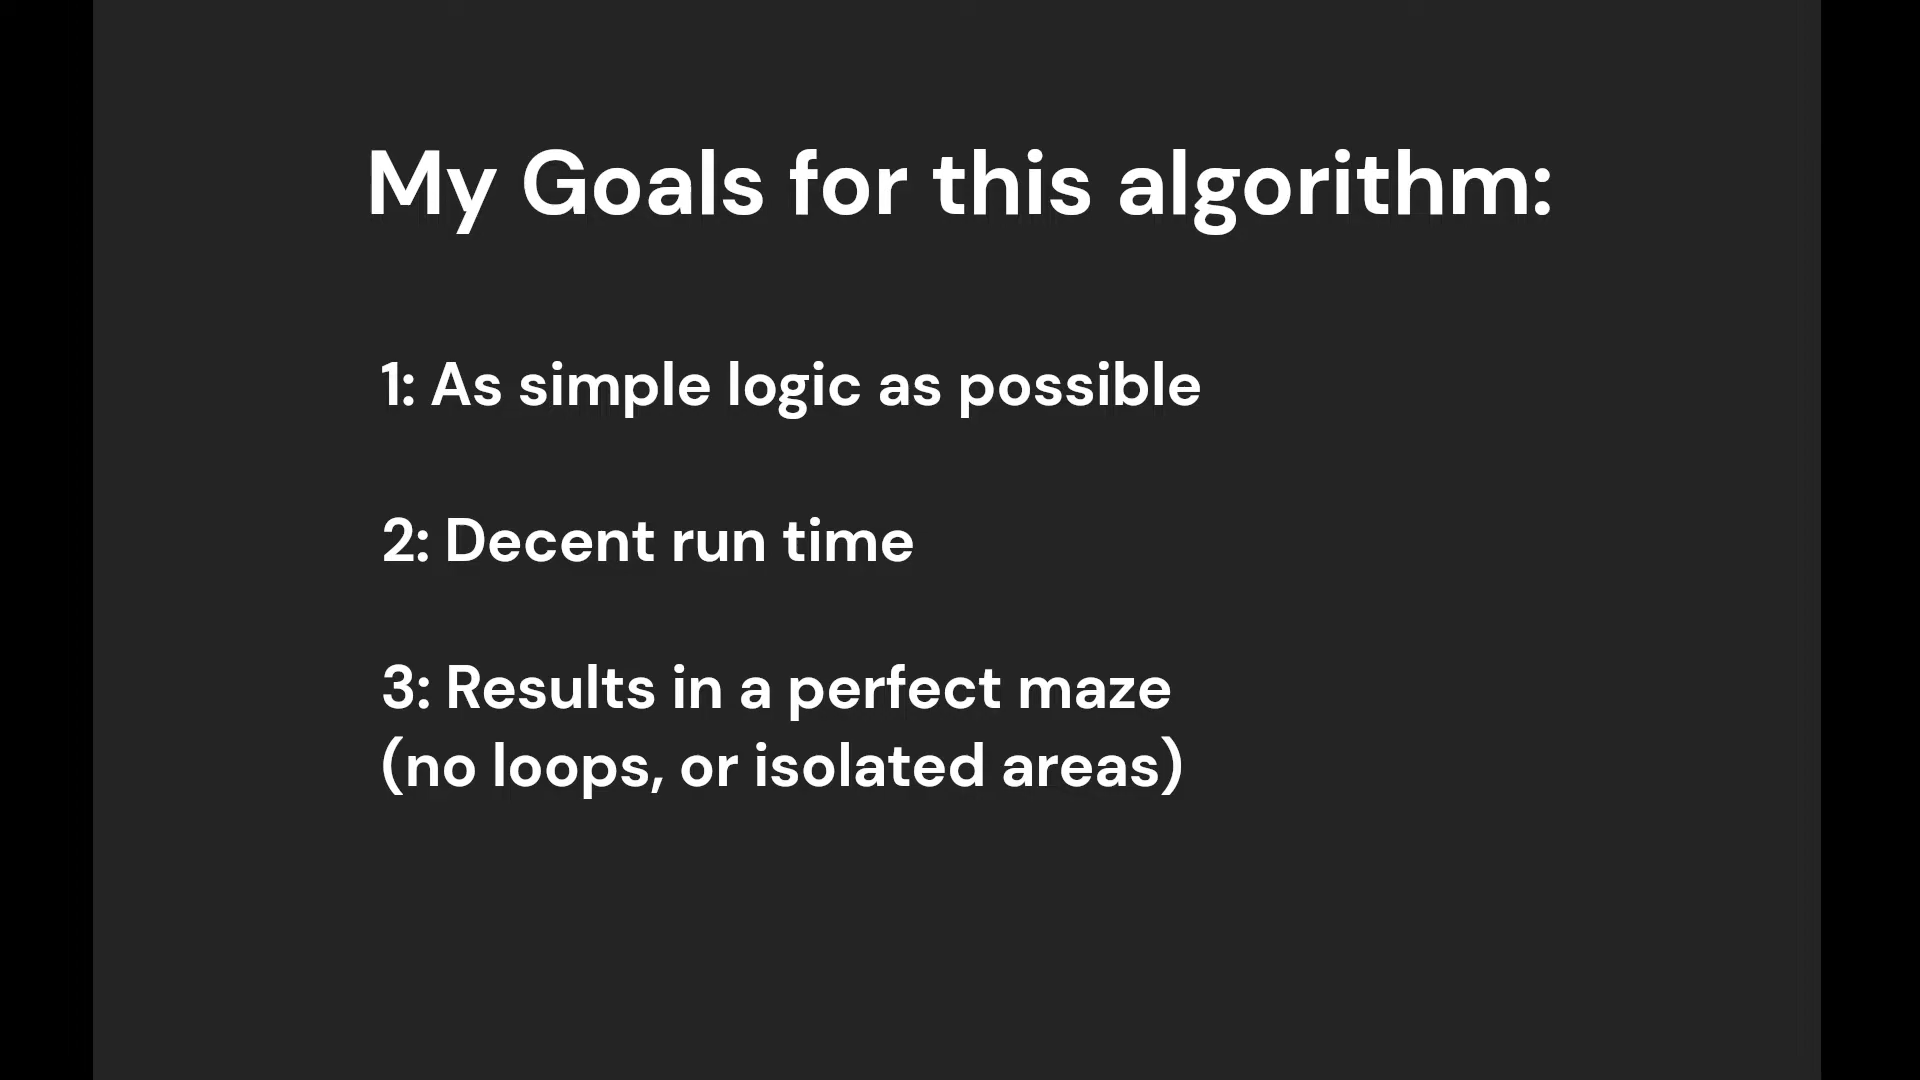 My Goals for this algorithm:
1: As simple logic as possible
2: Decent run time
3: Results in a perfect maze
(no loops, or isolated areas)